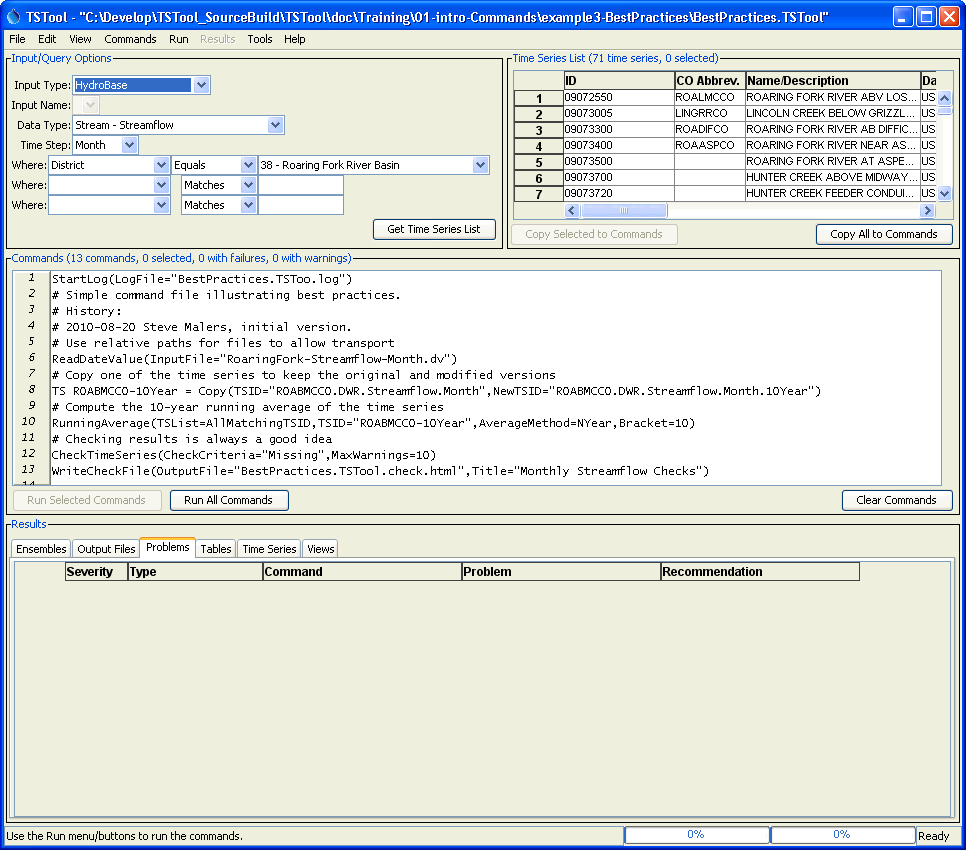 TSTool - "C:\Develop\TSTool_SourceBuild\TSTool\doc\Training\01-intro-Commands\example3-BestPractices\BestPractices.TSTool"
File Edit View Commands Run Results Tools Help
Input/Query Options
Input Type: HydroBase
Input Name:
Data Type: Stream - Streamflow
Time Step: Month
Where: District Equals 38 - Roaring Fork River Basin
Where: Matches
Where: Matches
Get Time Series List
Time Series List (71 time series, 0 selected)
ID CO Abbrev. Name/Description Da
1 09072550 ROALMCCO ROARING FORK RIVER ABV LOS... US
2 09073005 LINGRRCO LINCOLN CREEK BELOW GRIZZL... US
3 09073300 ROADIFCO ROARING FORK RIVER AB DIFFIC... US
4 09073400 ROAASPCO ROARING FORK RIVER NEAR AS... US
5 09073500 ROARING FORK RIVER AT ASPE... US
6 09073700 HUNTER CREEK ABOVE MIDWAY... US
7 09073720 HUNTER CREEK FEEDER CONDUI... US
Copy Selected to Commands Copy All to Commands
Commands (13 commands, 0 selected, 0 with failures, 0 with warnings)
1 StartLog(LogFile="BestPractices.TSToo.log")
2 # Simple command file illustrating best practices.
3 # History:
4 # 2010-08-20 Steve Malers, initial version.
5 # Use relative paths for files to allow transport
6 ReadDateValue(InputFile="RoaringFork-Streamflow-Month.dv")
7 # Copy one of the time series to keep the original and modified versions
8 TS ROABMCCO-10Year = Copy(TSID="ROABMCCO.DWR.Streamflow.Month",NewTSID="ROABMCCO.DWR.Streamflow.Month.10Year")
9 # Compute the 10-year running average of the time series
10 RunningAverage(TSList=AllMatchingTSID,TSID="ROABMCCO-10Year",AverageMethod=NYear,Bracket=10)
11 # Checking results is always a good idea
12 CheckTimeSeries(CheckCriteria="Missing",MaxWarnings=10)
13 WriteCheckFile(OutputFile="BestPractices.TSTool.check.html",Title="Monthly Streamflow Checks")
14
Run Selected Commands Run All Commands Clear Commands
Results
Ensembles Output Files Problems Tables Time Series Views
Severity Type Command Problem Recommendation
Use the Run menu/buttons to run the commands. 0% 0% Ready